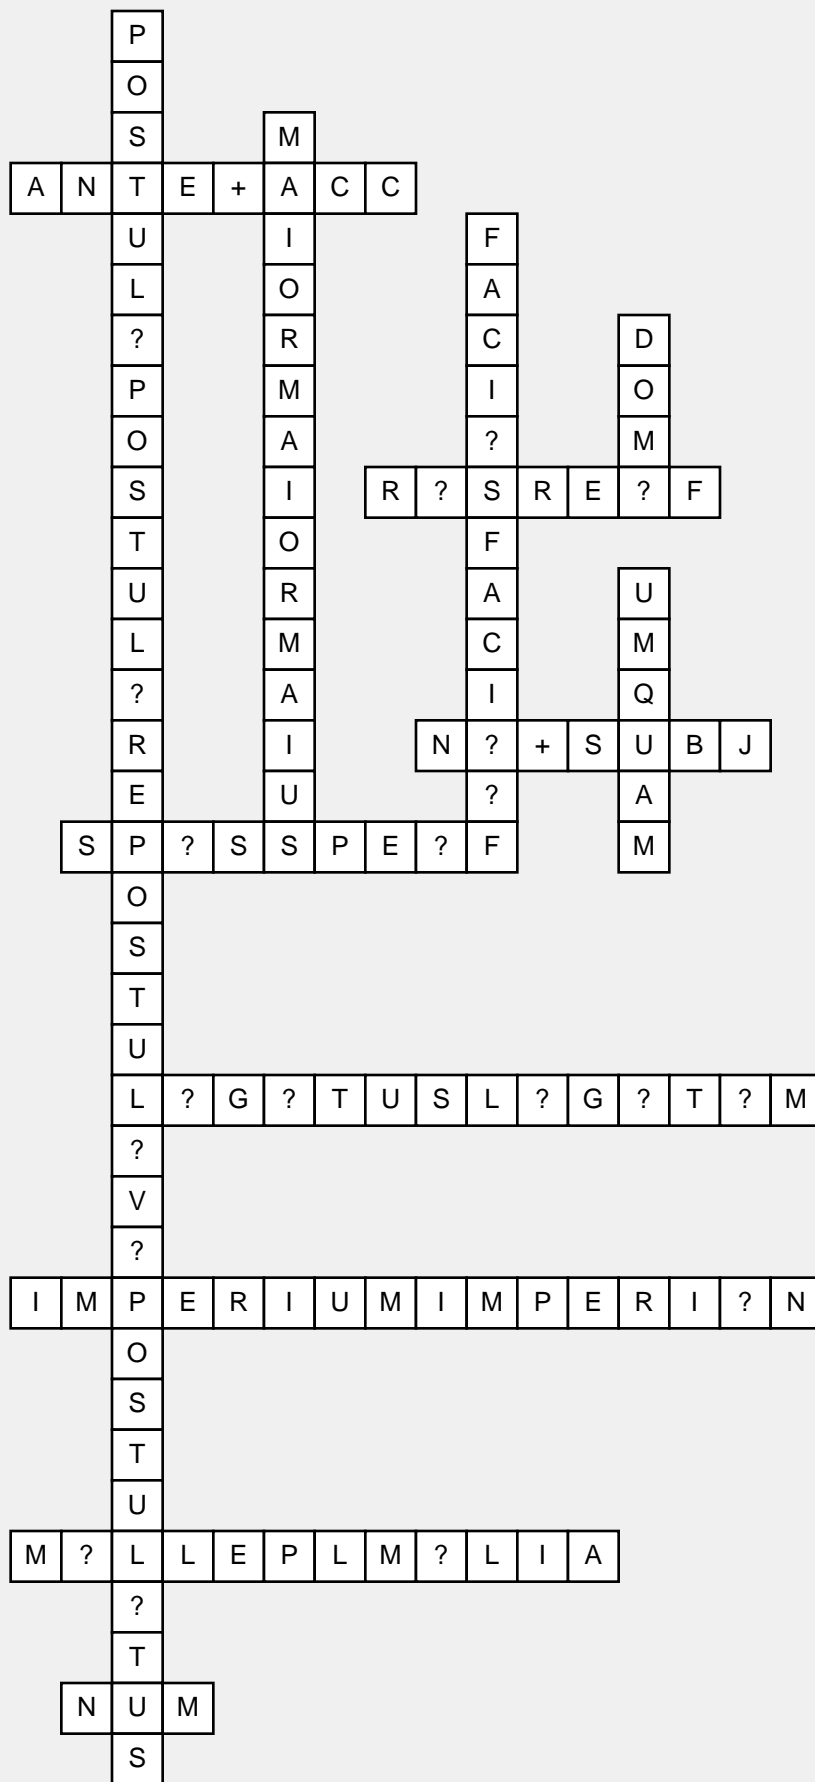 POSTUL?POSTUL?REPOSTUL?V?POSTUL?TUS
MAIORMAIORMAIUS
ANTE+ACC
FACI?SFACI??F
DOM?
R?SRE?F
UMQUAM
N?+SUBJ
SP?SSPE?F
L?G?TUSL?G?T?M
IMPERIUMIMPERI?N
M?LLEPLM?LIA
NUM